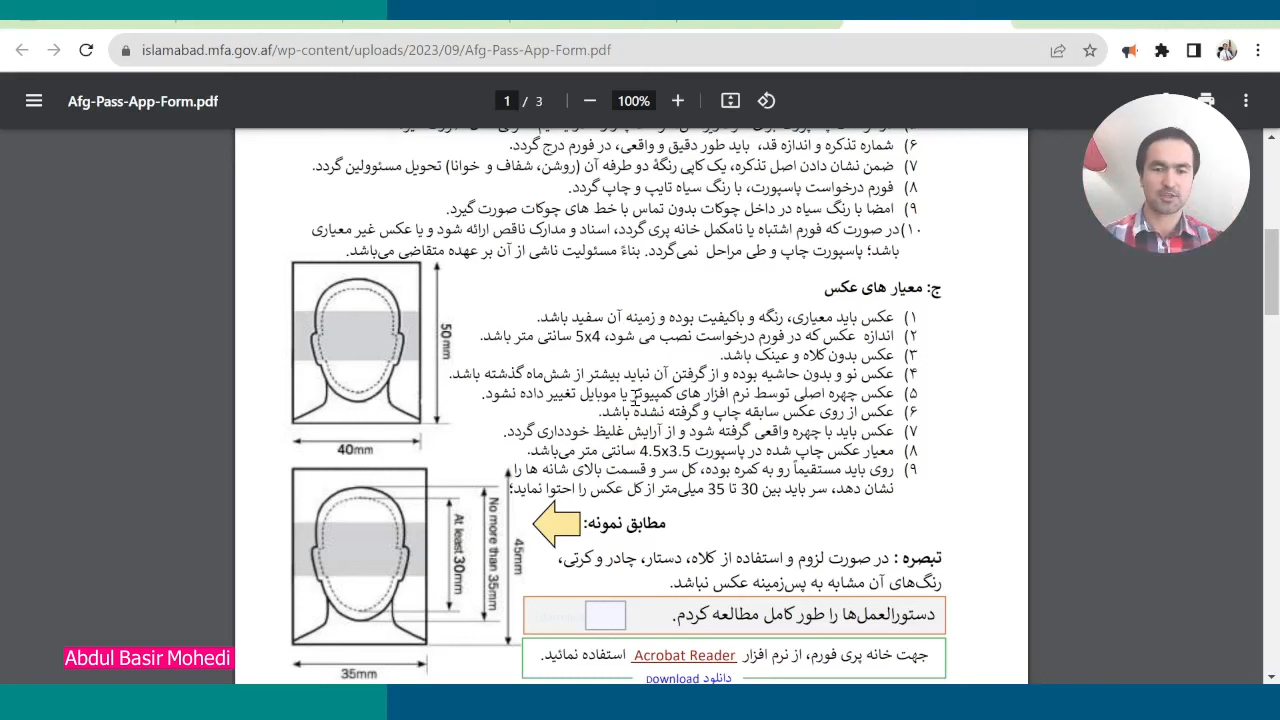 islamabad.mfa.gov.af/wp-content/uploads/2023/09/Afg-Pass-App-Form.pdf
Afg-Pass-App-Form.pdf
1 / 3
100%
۶) شماره تذکره و اندازه قد، باید طور دقیق و واقعی، در فورم درج گردد.
۷) ضمن نشان دادن اصل تذکره، یک کاپی رنگۀ دو طرفه آن (روشن، شفاف و خوانا) تحویل مسئوولین گردد.
۸) فورم درخواست پاسپورت، با رنگ سیاه تایپ و چاپ گردد.
۹) امضا با رنگ سیاه در داخل چوکات بدون تماس با خط های چوکات صورت گیرد.
۱۰) در صورت که فورم اشتباه یا نامکمل خانه پری گردد، اسناد و مدارک ناقص ارائه شود و یا عکس غیر معیاری
باشد؛ پاسپورت چاپ و طی مراحل نمی‌گردد. بناءً مسئولیت ناشی از آن بر عهده متقاضی می‌باشد.
ج: معیار های عکس
۱) عکس باید معیاری، رنگه و باکیفیت بوده و زمینه آن سفید باشد.
۲) اندازه عکس که در فورم درخواست نصب می شود، 5x4 سانتی متر باشد.
۳) عکس بدون کلاه و عینک باشد.
۴) عکس نو و بدون حاشیه بوده و از گرفتن آن نباید بیشتر از شش‌ماه گذشته باشد.
۵) عکس چهره اصلی توسط نرم افزار های کمپیوتر یا موبایل تغییر داده نشود.
۶) عکس از روی عکس سابقه چاپ و گرفته نشده باشد.
۷) عکس باید با چهره واقعی گرفته شود و از آرایش غلیظ خودداری گردد.
۸) معیار عکس چاپ شده در پاسپورت 4.5x3.5 سانتی متر می‌باشد.
۹) روی باید مستقیماً رو به کمره بوده، کل سر و قسمت بالای شانه ها را
نشان دهد، سر باید بین 30 تا 35 میلی‌متر از کل عکس را احتوا نماید؛
50mm
40mm
مطابق نمونه:
At least 30mm
No more than 35mm
45mm
35mm
تبصره : در صورت لزوم و استفاده از کلاه، دستار، چادر و کرتی،
رنگ‌های آن مشابه به پس‌زمینه عکس نباشد.
دستورالعمل‌ها را طور کامل مطالعه کردم.
جهت خانه پری فورم، از نرم افزار Acrobat Reader استفاده نمائید.
دانلود download
Abdul Basir Mohedi